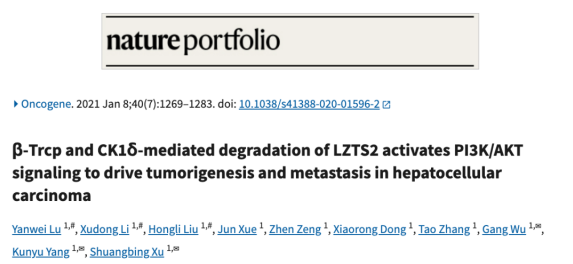 nature portfolio
Oncogene. 2021 Jan 8;40(7):1269–1283. doi: 10.1038/s41388-020-01596-2
β-Trcp and CK1δ-mediated degradation of LZTS2 activates PI3K/AKT
signaling to drive tumorigenesis and metastasis in hepatocellular
carcinoma
Yanwei Lu 1,#, Xudong Li 1,#, Hongli Liu 1,#, Jun Xue 1, Zhen Zeng 1, Xiaorong Dong 1, Tao Zhang 1, Gang Wu 1,✉,
Kunyu Yang 1,✉, Shuangbing Xu 1,✉